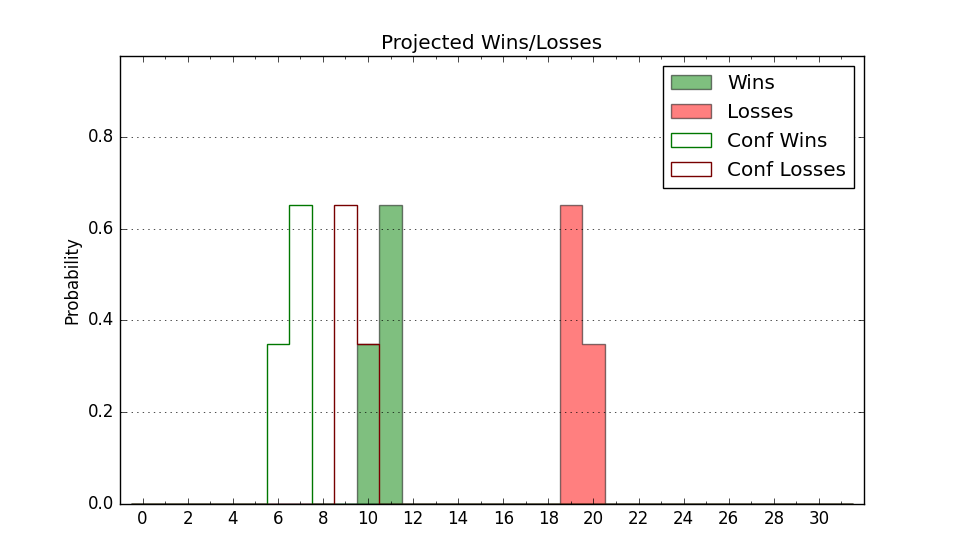 Projected Wins/Losses
Wins
Losses
Conf Wins
Conf Losses
Probability
0.8
0.6
0.4
0.2
0.0
0 2 4 6 8 10 12 14 16 18 20 22 24 26 28 30